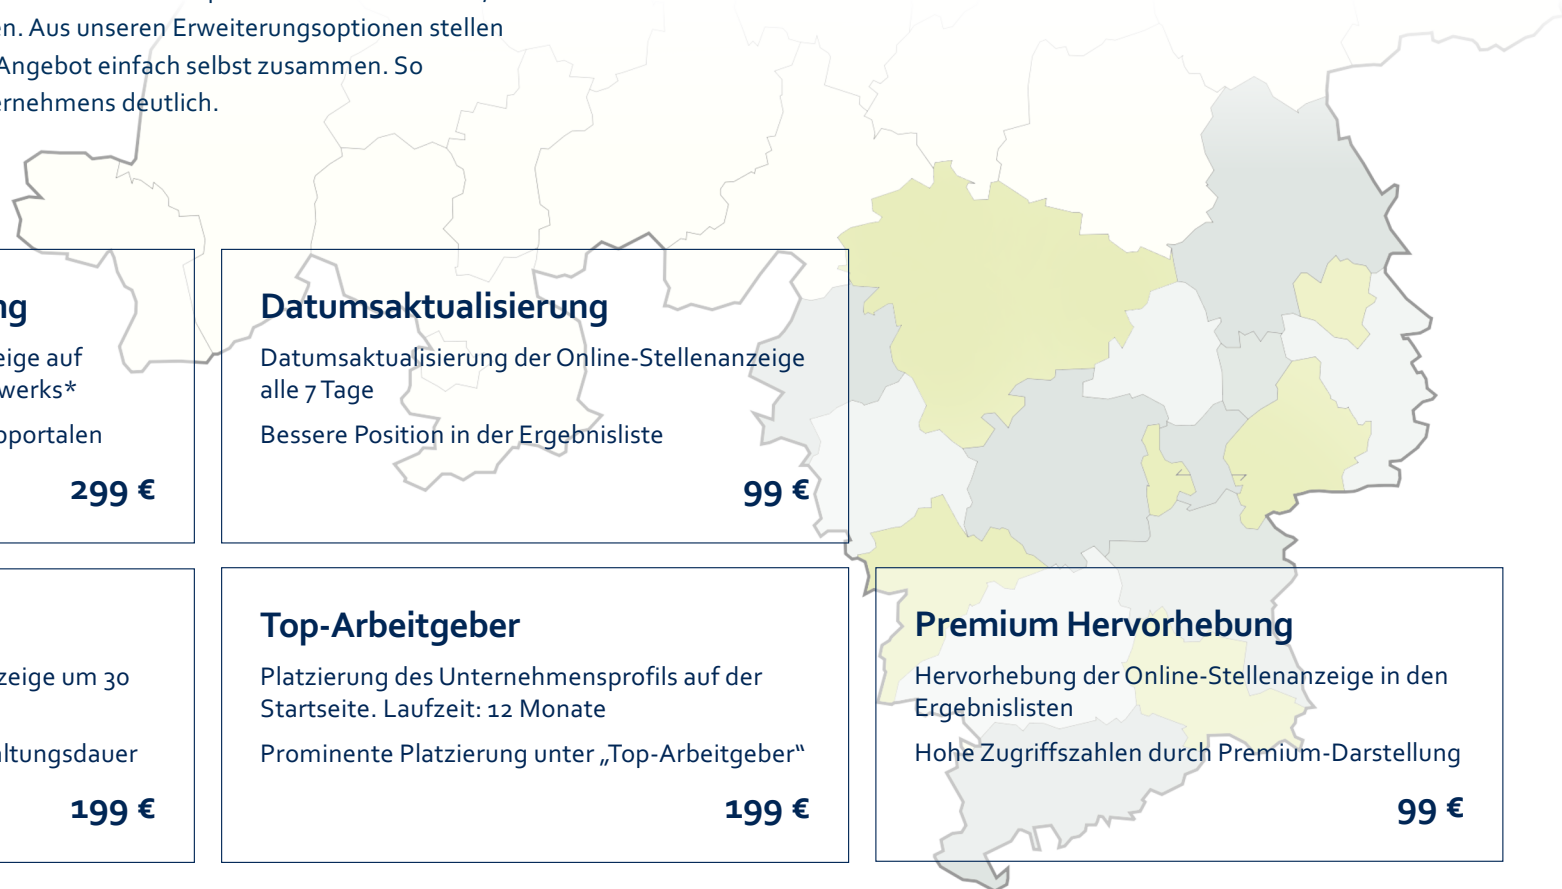 en. Aus unseren Erweiterungsoptionen stellen
Angebot einfach selbst zusammen. So
ernehmens deutlich.
ng
eige auf
werks*
portalen
299 €
Datumsaktualisierung
Datumsaktualisierung der Online-Stellenanzeige
alle 7 Tage
Bessere Position in der Ergebnisliste
99 €
zeige um 30
ltungsdauer
199 €
Top-Arbeitgeber
Platzierung des Unternehmensprofils auf der
Startseite. Laufzeit: 12 Monate
Prominente Platzierung unter „Top-Arbeitgeber“
199 €
Premium Hervorhebung
Hervorhebung der Online-Stellenanzeige in den
Ergebnislisten
Hohe Zugriffszahlen durch Premium-Darstellung
99 €